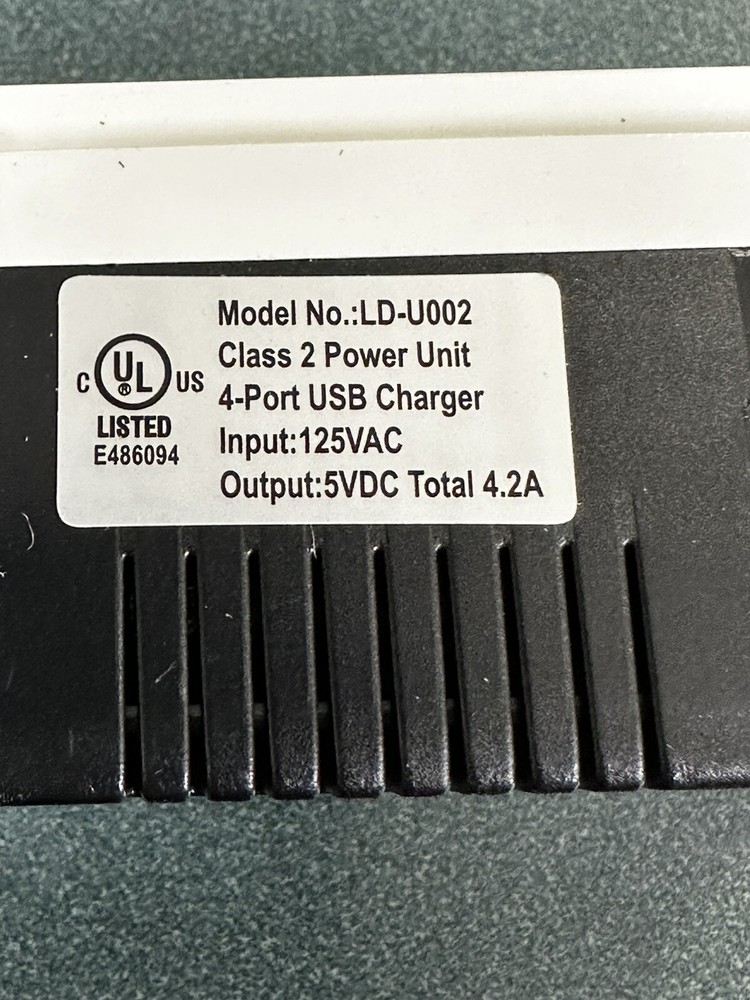 Model No.:LD-U002
Class 2 Power Unit
4-Port USB Charger
Input:125VAC
Output:5VDC Total 4.2A
C UL ® US
LISTED
E486094